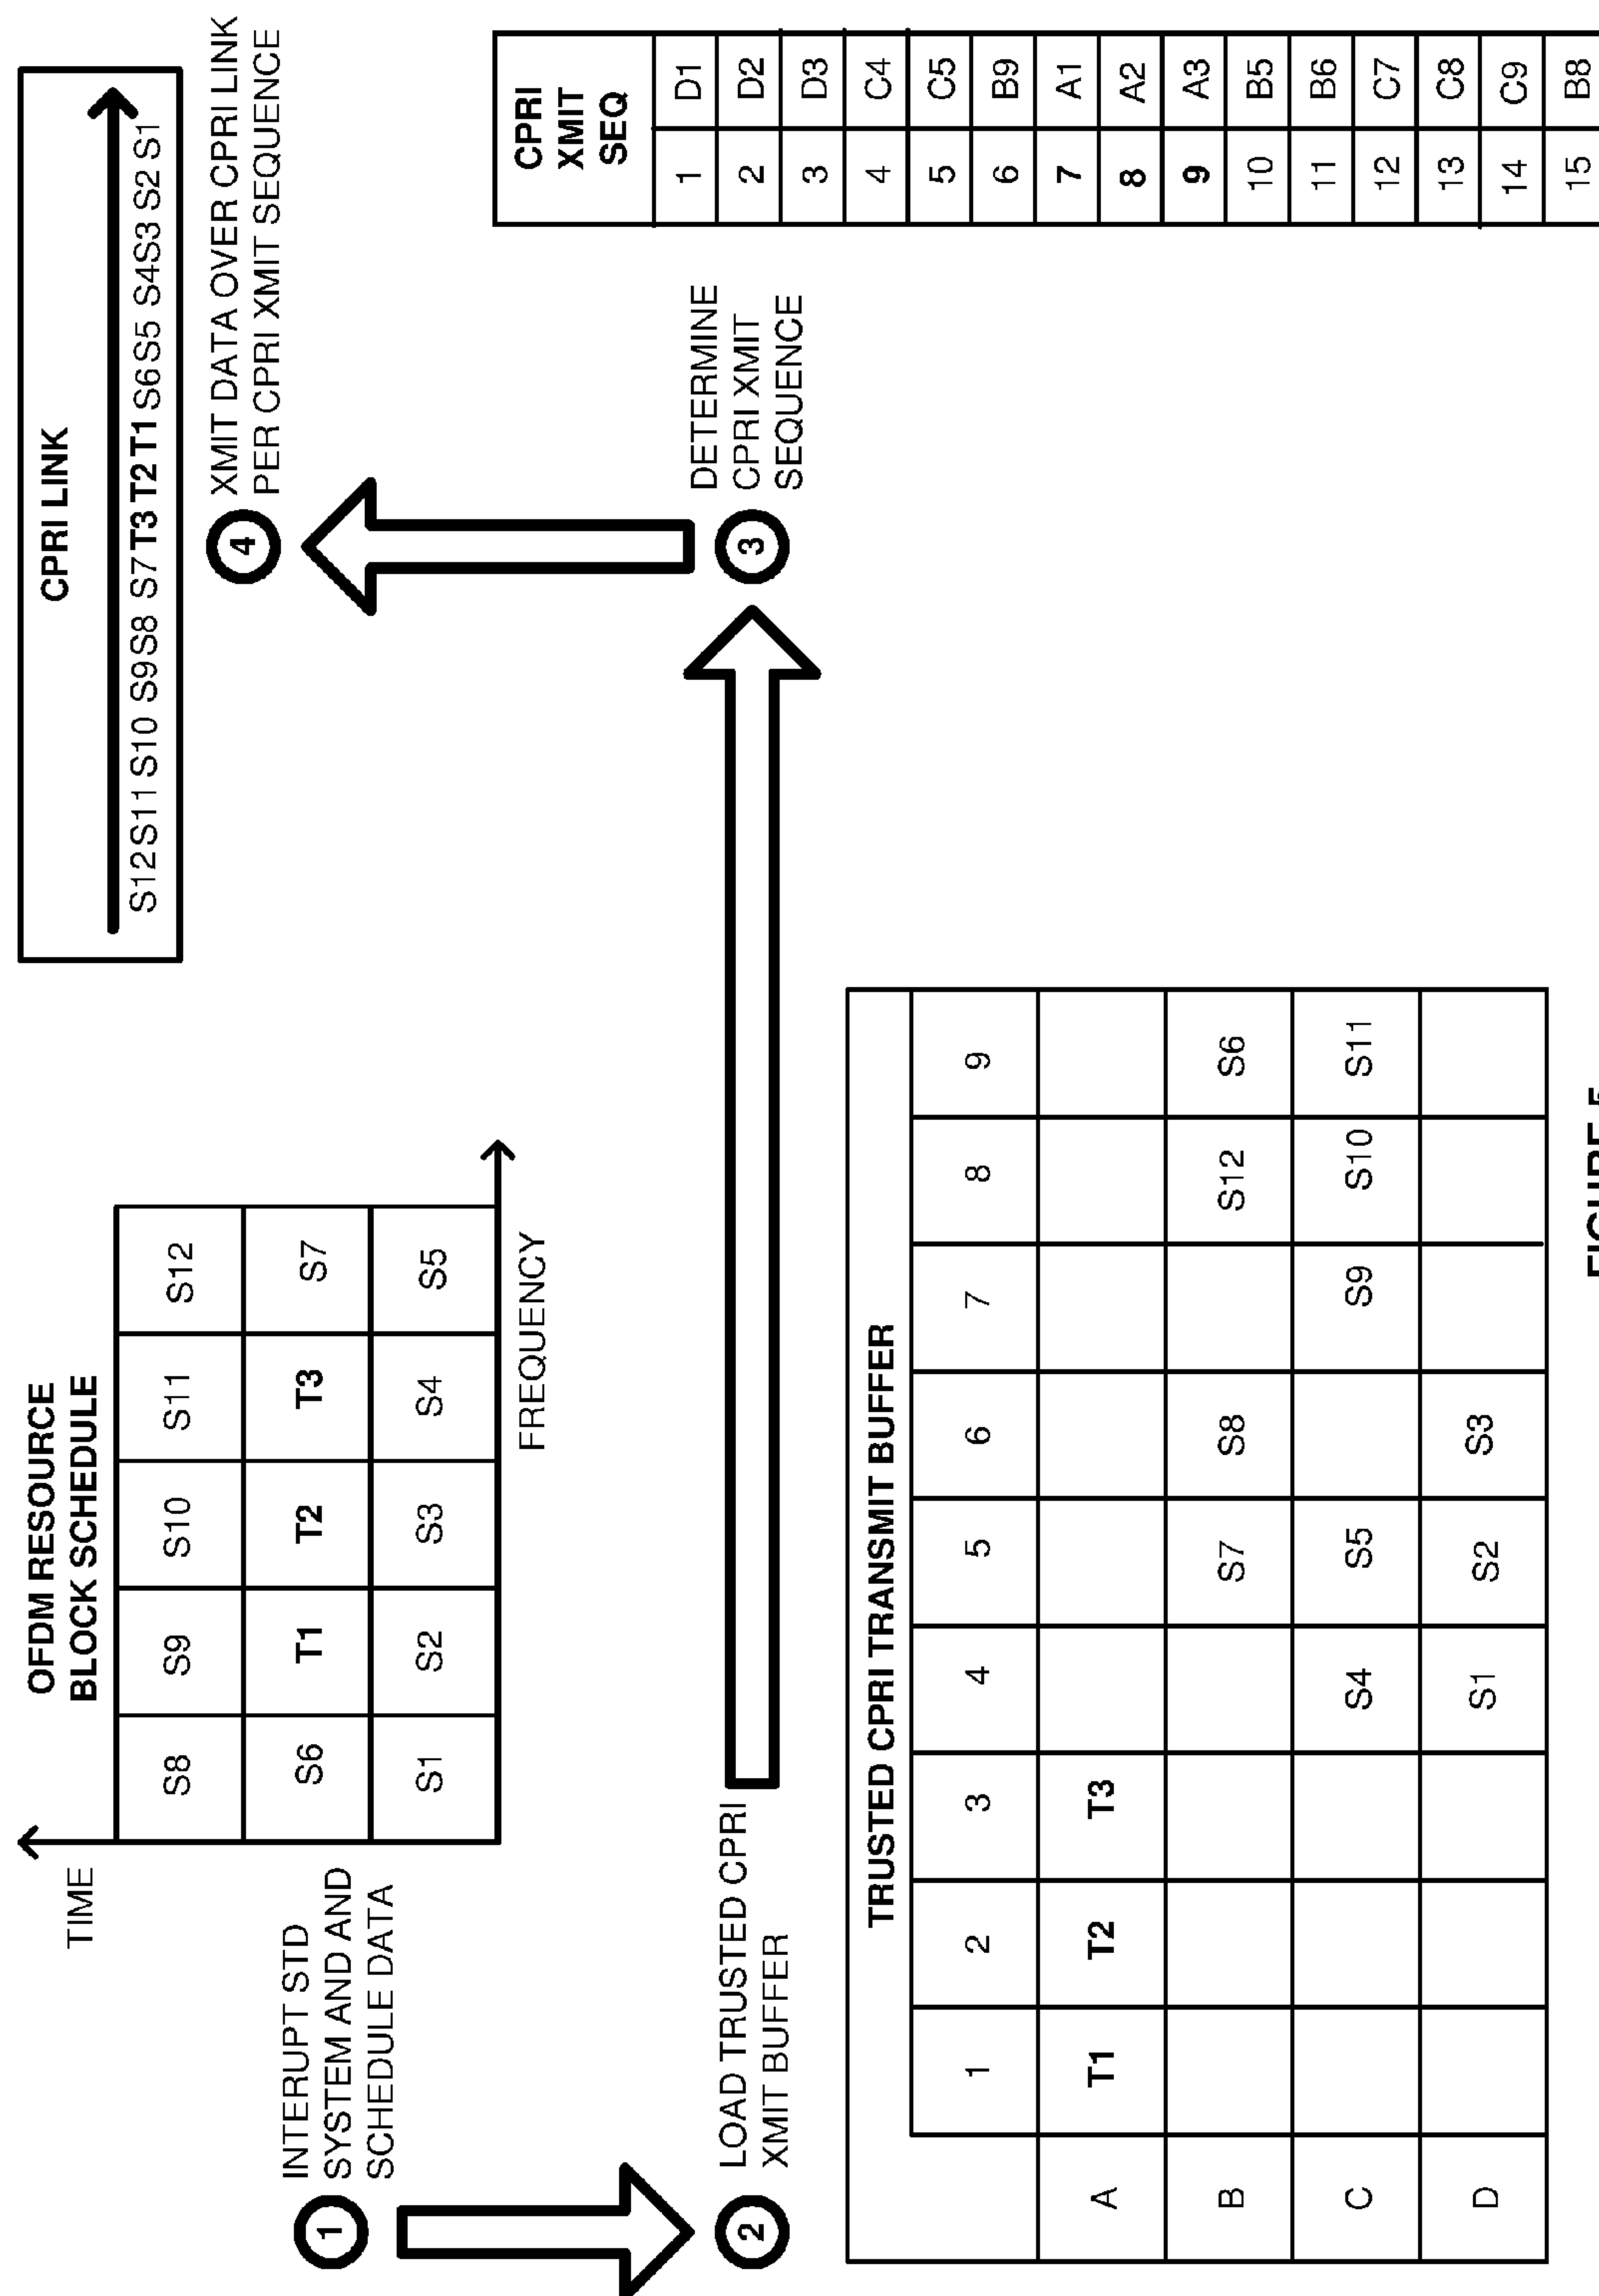 OFDM RESOURCE
BLOCK SCHEDULE
TIME
S8 S9 S10 S11 S12
S6 T1 T2 T3 S7
S1 S2 S3 S4 S5
FREQUENCY
1
INTERUPT STD
SYSTEM AND AND
SCHEDULE DATA
CPRI LINK
S12 S11 S10 S9 S8 S7 T3 T2 T1 S6 S5 S4 S3 S2 S1
4
XMIT DATA OVER CPRI LINK
PER CPRI XMIT SEQUENCE
2
LOAD TRUSTED CPRI
XMIT BUFFER
3
DETERMINE
CPRI XMIT
SEQUENCE
TRUSTED CPRI TRANSMIT BUFFER
1 2 3 4 5 6 7 8 9
A T1 T2 T3
B S7 S8 S12 S6
C S4 S5 S9 S10 S11
D S1 S2 S3
CPRI
XMIT
SEQ
1 D1
2 D2
3 D3
4 C4
5 C5
6 B9
7 A1
8 A2
9 A3
10 B5
11 B6
12 C7
13 C8
14 C9
15 B8
FIGURE 5